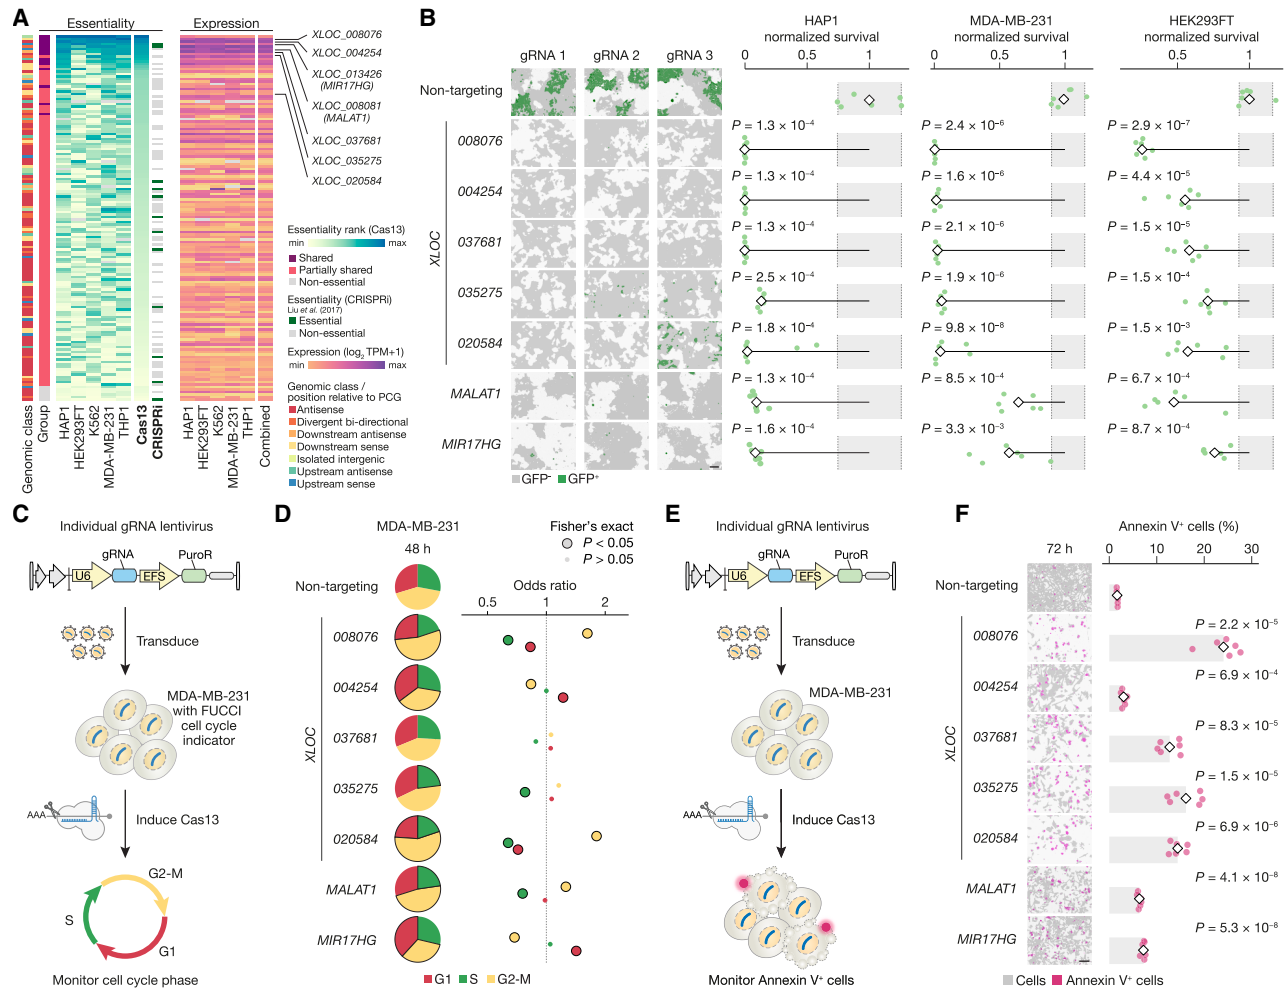 A
Essentiality
Expression
XLOC_008076
XLOC_004254
XLOC_013426
(MIR17HG)
XLOC_008081
(MALAT1)
XLOC_037681
XLOC_035275
XLOC_020584
Essentiality rank (Cas13)
min max
Shared
Partially shared
Non-essential
Essentiality (CRISPRi)
Liu et al. (2017)
Essential
Non-essential
Expression (log2 TPM+1)
min max
Genomic class /
position relative to PCG
Antisense
Divergent bi-directional
Downstream antisense
Downstream sense
Isolated intergenic
Upstream antisense
Upstream sense
Genomic class
Group
HAP1
HEK293FT
K562
MDA-MB-231
THP1
Cas13
CRISPRi
HAP1
HEK293FT
K562
MDA-MB-231
THP1
Combined
B
gRNA 1 gRNA 2 gRNA 3
HAP1
normalized survival
0 0.5 1
MDA-MB-231
normalized survival
0 0.5 1
HEK293FT
normalized survival
0.5 1
Non-targeting
XLOC
008076
P = 1.3 × 10⁻⁴ P = 2.4 × 10⁻⁶ P = 2.9 × 10⁻⁷
004254
P = 1.3 × 10⁻⁴ P = 1.6 × 10⁻⁶ P = 4.4 × 10⁻⁵
037681
P = 1.3 × 10⁻⁴ P = 2.1 × 10⁻⁶ P = 1.5 × 10⁻⁵
035275
P = 2.5 × 10⁻⁴ P = 1.9 × 10⁻⁶ P = 1.5 × 10⁻⁴
020584
P = 1.8 × 10⁻⁴ P = 9.8 × 10⁻⁸ P = 1.5 × 10⁻³
MALAT1
P = 1.3 × 10⁻⁴ P = 8.5 × 10⁻⁴ P = 6.7 × 10⁻⁴
MIR17HG
P = 1.6 × 10⁻⁴ P = 3.3 × 10⁻³ P = 8.7 × 10⁻⁴
GFP⁻ GFP⁺
C
Individual gRNA lentivirus
gRNA PuroR
U6 EFS
Transduce
MDA-MB-231
with FUCCI
cell cycle
indicator
AAA
Induce Cas13
G2-M
S
G1
Monitor cell cycle phase
D
MDA-MB-231
48 h
Fisher's exact
P < 0.05
P > 0.05
Odds ratio
0.5 1 2
Non-targeting
XLOC
008076
004254
037681
035275
020584
MALAT1
MIR17HG
G1 S G2-M
E
Individual gRNA lentivirus
gRNA PuroR
U6 EFS
Transduce
MDA-MB-231
AAA
Induce Cas13
Monitor Annexin V⁺ cells
F
72 h
Annexin V⁺ cells (%)
0 10 20 30
Non-targeting
XLOC
008076
P = 2.2 × 10⁻⁵
004254
P = 6.9 × 10⁻⁴
037681
P = 8.3 × 10⁻⁵
035275
P = 1.5 × 10⁻⁵
020584
P = 6.9 × 10⁻⁶
MALAT1
P = 4.1 × 10⁻⁸
MIR17HG
P = 5.3 × 10⁻⁸
Cells Annexin V⁺ cells